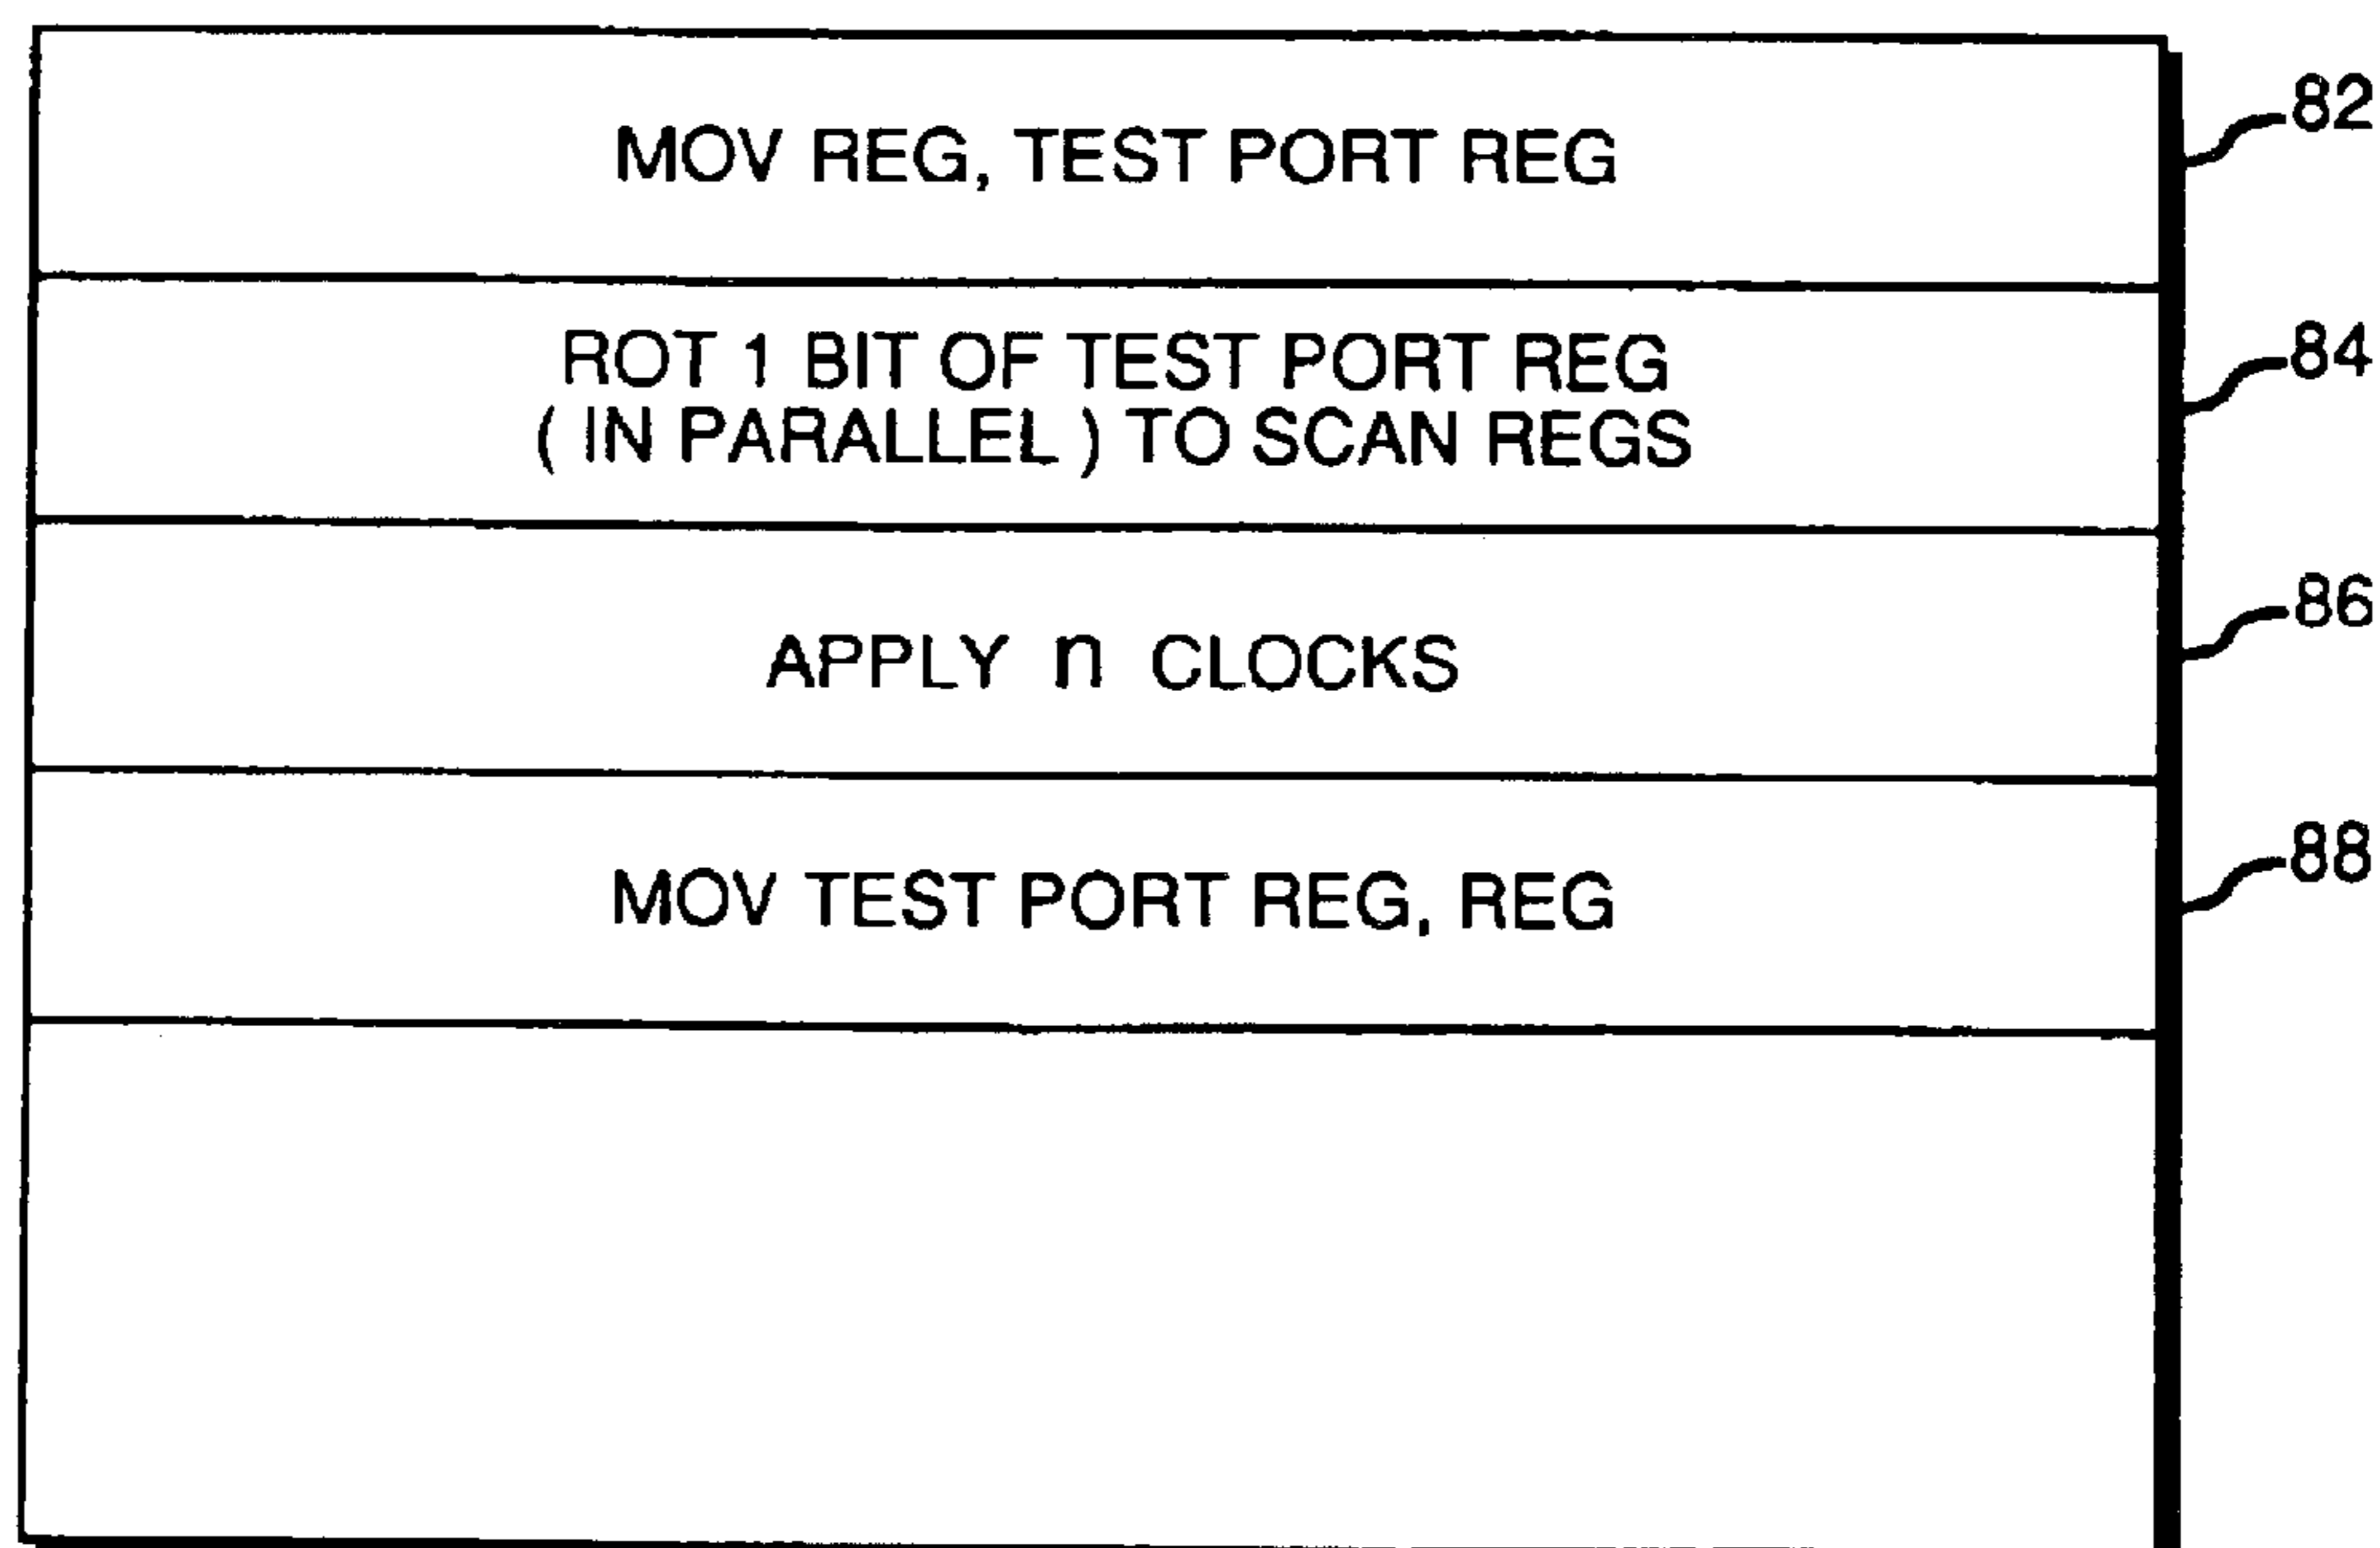 MOV REG, TEST PORT REG
82
ROT 1 BIT OF TEST PORT REG
( IN PARALLEL ) TO SCAN REGS
84
APPLY n CLOCKS
86
MOV TEST PORT REG, REG
88